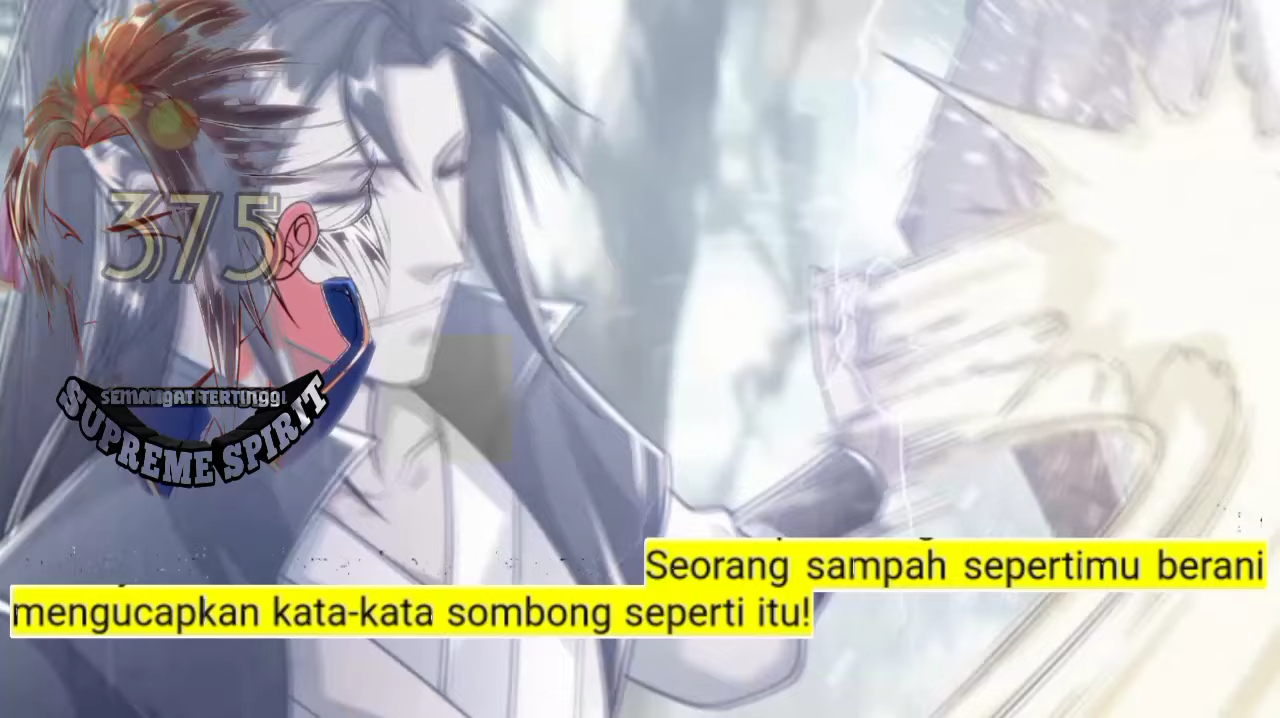 375
SEMANGAT TERTINGGI
SUPREME SPIRIT
Seorang sampah sepertimu berani
mengucapkan kata-kata sombong seperti itu!